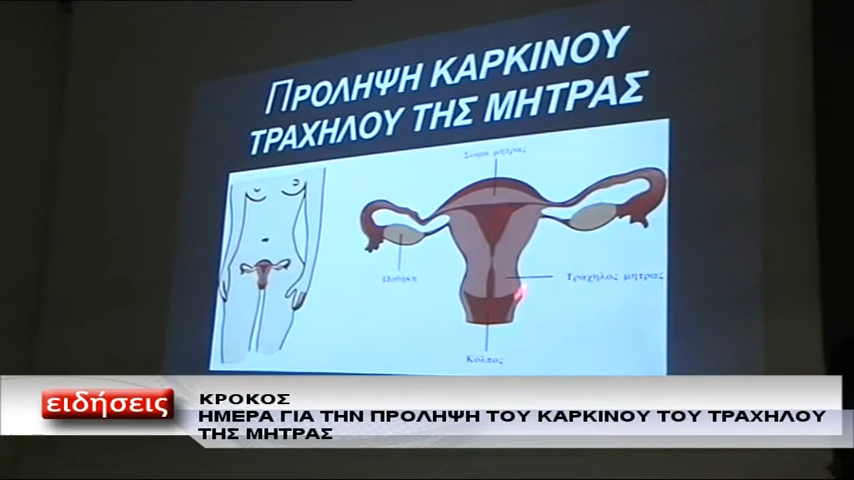 ΠΡΟΛΗΨΗ ΚΑΡΚΙΝΟΥ
ΤΡΑΧΗΛΟΥ ΤΗΣ ΜΗΤΡΑΣ
Σώμα μήτρας
Ωοθήκη
Τράχηλος μήτρας
Κόλπος
ειδήσεις
ΚΡΟΚΟΣ
ΗΜΕΡΑ ΓΙΑ ΤΗΝ ΠΡΟΛΗΨΗ ΤΟΥ ΚΑΡΚΙΝΟΥ ΤΟΥ ΤΡΑΧΗΛΟΥ
ΤΗΣ ΜΗΤΡΑΣ